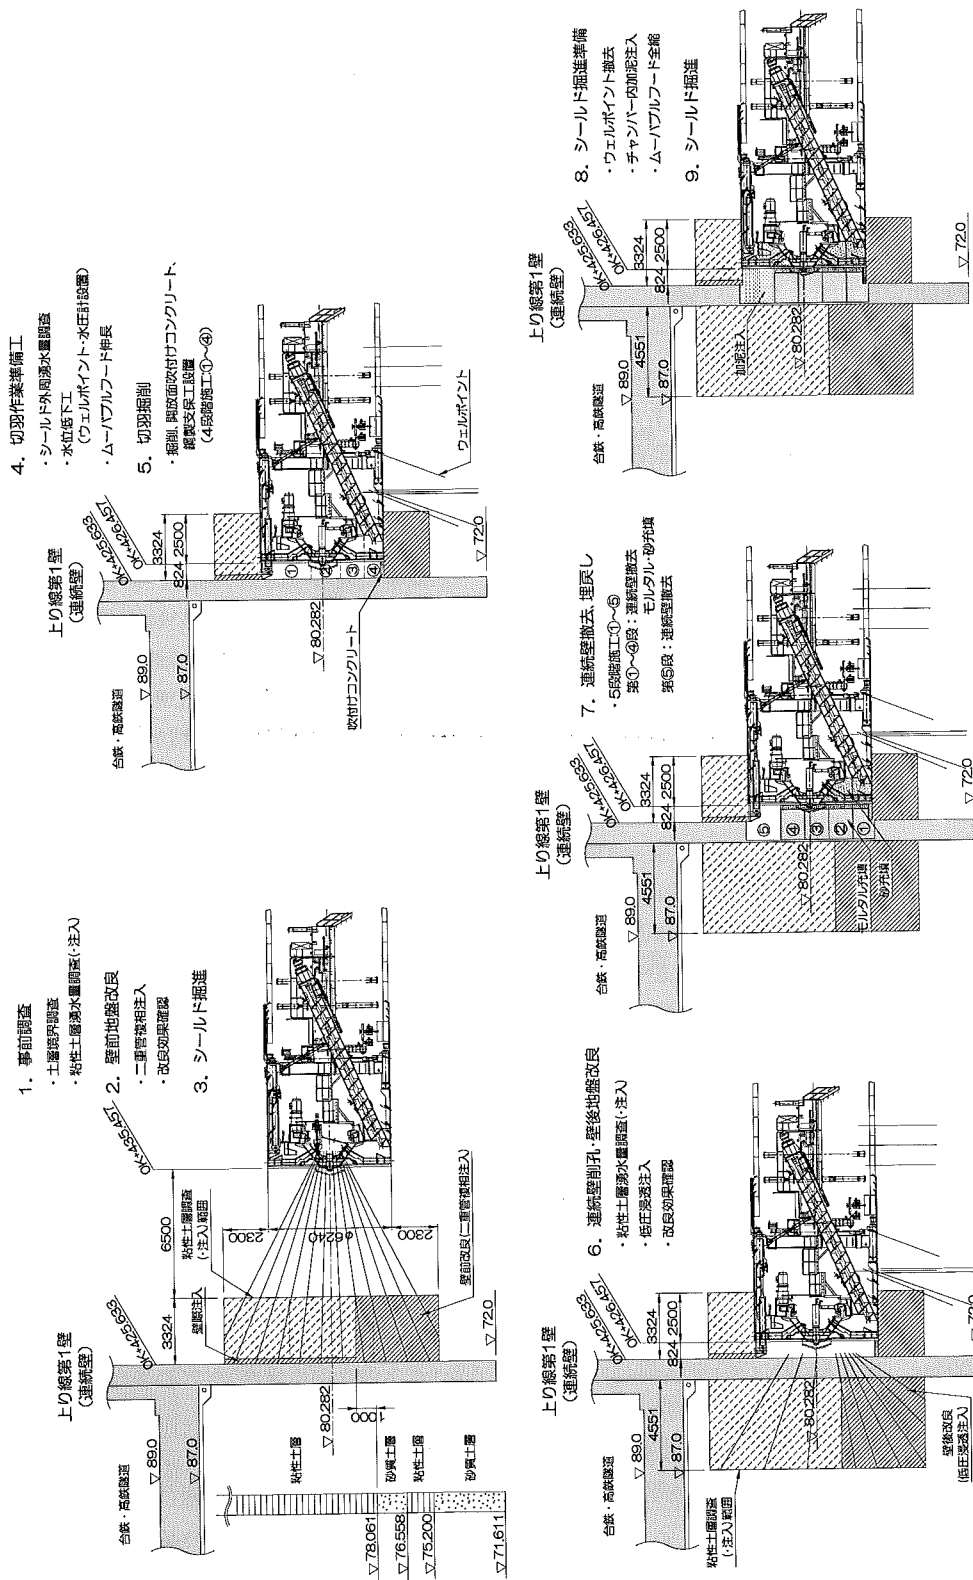 1. 事前調査
・土層境界調査
・粘性土層湧水量調査(・注入)
2. 壁前地盤改良
・二重管複相注入
・改良効果確認
3. シールド掘進
上り線第1壁
(連続壁)
台鉄・高鉄隧道
▽89.0
▽87.0
OK+425.633
OK+435.457
3324
6500
壁際注入
粘性土層調査
(・注入)範囲
2300
φ6240
2300
壁前改良(二重管複相注入)
▽80.282
1000
▽72.0
粘性土層
砂質土層
粘性土層
砂質土層
▽78.061
▽76.558
▽75.200
▽71.611
4. 切羽作業準備工
・シールド外周湧水量調査
・水位低下工
(ウェルポイント・水圧計設置)
・ムーバブルフード伸長
5. 切羽掘削
・掘削、開放面吹付けコンクリート、
鋼製支保工設置
(4段階施工①～④)
上り線第1壁
(連続壁)
台鉄・高鉄隧道
▽89.0
▽87.0
OK+425.633
OK+426.457
3324
824 2500
①
②
③
④
▽80.282
吹付けコンクリート
ウェルポイント
▽72.0
6. 連続壁削孔・壁後地盤改良
・粘性土層湧水量調査(・注入)
・低圧浸透注入
・改良効果確認
上り線第1壁
(連続壁)
台鉄・高鉄隧道
▽89.0
4551
▽87.0
OK+425.633
OK+426.457
3324
824 2500
粘性土層調査
(・注入)範囲
▽80.282
壁後改良
(低圧浸透注入)
▽72.0
7. 連続壁撤去、埋戻し
・5段階施工①～⑤
第①～④段：連続壁撤去
モルタル・砂充填
第⑤段：連続壁撤去
上り線第1壁
(連続壁)
台鉄・高鉄隧道
▽89.0
4551
▽87.0
OK+425.633
OK+426.457
3324
824 2500
⑤
④
③
②
①
▽80.282
モルタル充填
砂充填
▽72.0
8. シールド掘進準備
・ウェルポイント撤去
・チャンバー内加泥注入
・ムーバブルフード全縮
9. シールド掘進
上り線第1壁
(連続壁)
台鉄・高鉄隧道
▽89.0
4551
▽87.0
OK+425.633
OK+426.457
3324
824 2500
加泥注入
▽80.282
▽72.0